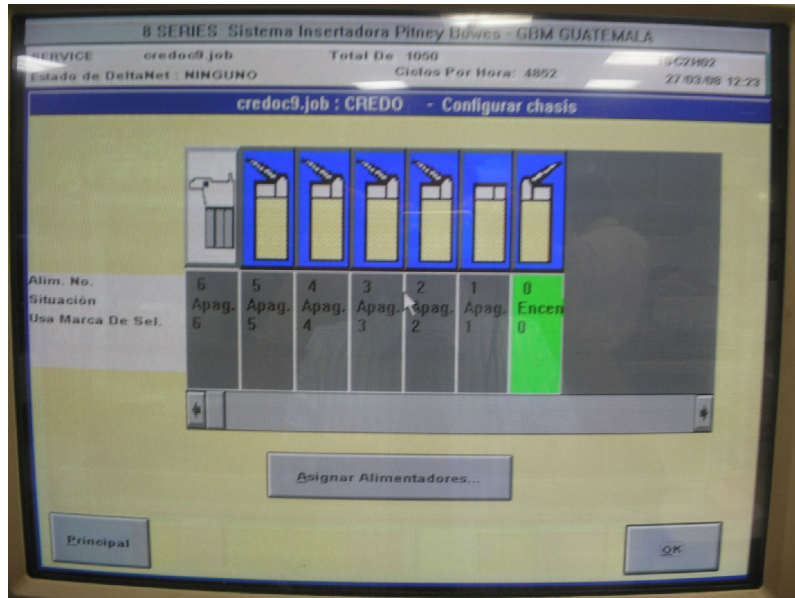 8 SERIES Sistema Insertadora Pitney Bowes - GBM GUATEMALA
SERVICE credoc9.job Total De 1050 ISC2H02
Estado de DeltaNet : NINGUNO Ciclos Por Hora: 4852 27/03/08 12:23
credoc9.job : CREDO - Configurar chasis
Alim. No. 6 5 4 3 2 1 0
Situación Apag. Apag. Apag. Apag. Apag. Apag. Encen
Usa Marca De Sel. 6 5 4 3 2 1 0
Asignar Alimentadores...
Principal OK